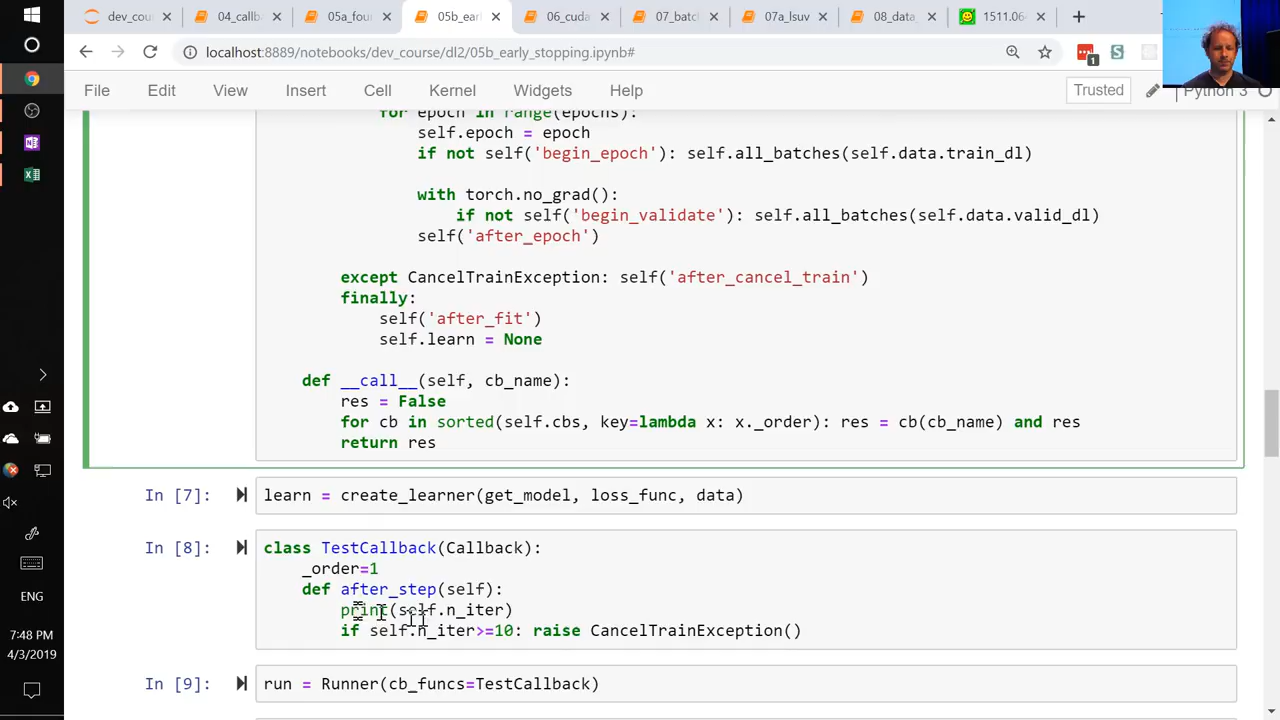 dev_cou
04_callb
05a_fou
05b_earl
06_cuda
07_batc
07a_lsuv
08_data_
1511.06
localhost:8889/notebooks/dev_course/dl2/05b_early_stopping.ipynb#
1
S
File Edit View Insert Cell Kernel Widgets Help
Trusted
Python 3
for epoch in range(epochs):
self.epoch = epoch
if not self('begin_epoch'): self.all_batches(self.data.train_dl)
with torch.no_grad():
if not self('begin_validate'): self.all_batches(self.data.valid_dl)
self('after_epoch')
except CancelTrainException: self('after_cancel_train')
finally:
self('after_fit')
self.learn = None
def __call__(self, cb_name):
res = False
for cb in sorted(self.cbs, key=lambda x: x._order): res = cb(cb_name) and res
return res
In [7]: learn = create_learner(get_model, loss_func, data)
In [8]: class TestCallback(Callback):
_order=1
def after_step(self):
print(self.n_iter)
if self.n_iter>=10: raise CancelTrainException()
In [9]: run = Runner(cb_funcs=TestCallback)
ENG
7:48 PM
4/3/2019